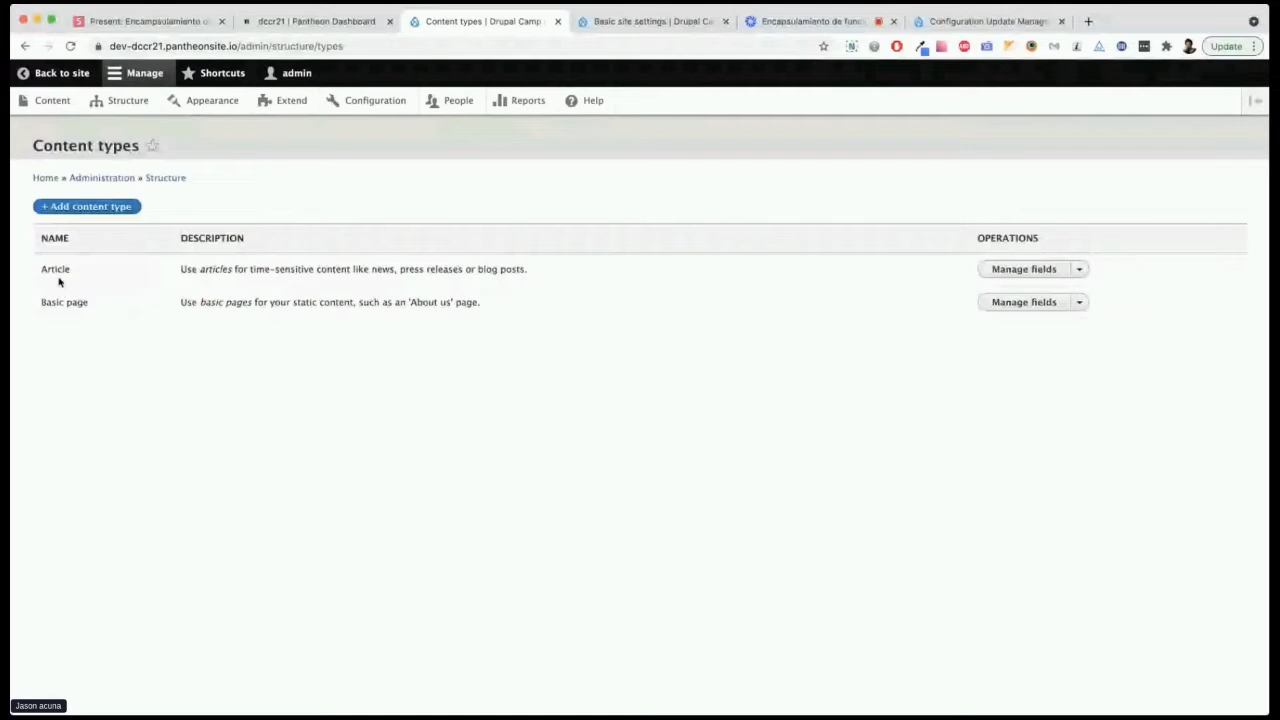 Present: Encampsulamiento
dccr21 | Pantheon Dashboard
Content types | Drupal Camp
Basic site settings | Drupal Ca
Encapsulamiento de func
Configuration Update Manag
dev-dccr21.pantheonsite.io/admin/structure/types
Update
Back to site
Manage
Shortcuts
admin
Content
Structure
Appearance
Extend
Configuration
People
Reports
Help
Content types
Home » Administration » Structure
+ Add content type
NAME
DESCRIPTION
OPERATIONS
Article
Use articles for time-sensitive content like news, press releases or blog posts.
Manage fields
Basic page
Use basic pages for your static content, such as an 'About us' page.
Manage fields
Jason acuna